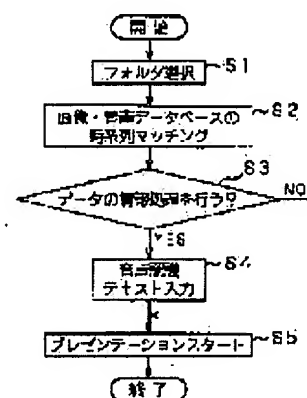 開始
フォルダ選択
S1
画像・音声データベースの
時系列マッチング
S2
S3
データの情報処理を行う?
NO
YES
音声認識
テキスト入力
S4
プレゼンテーションスタート
S5
終了